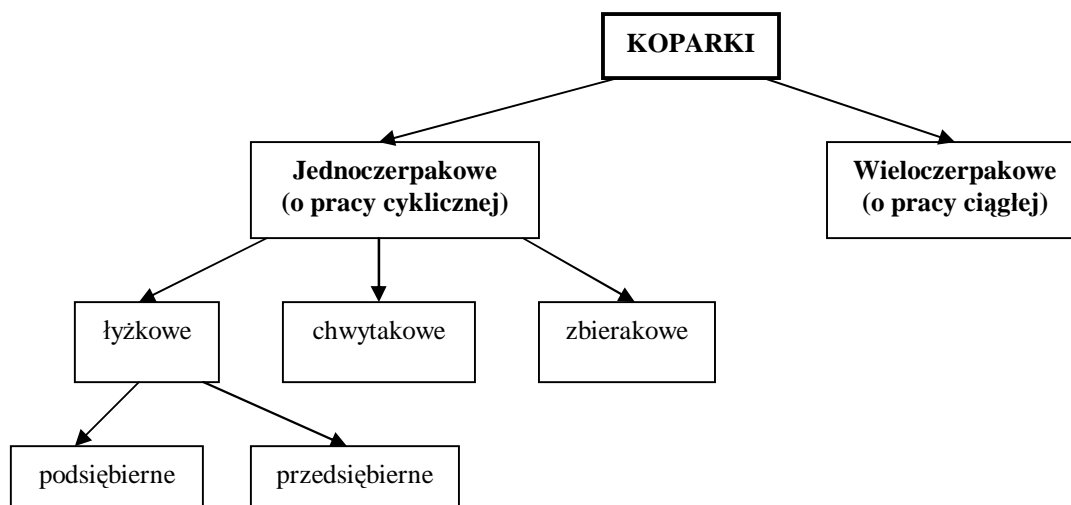 KOPARKI
Jednoczerpakowe
(o pracy cyklicznej)
Wieloczerpakowe
(o pracy ciągłej)
łyżkowe
chwytakowe
zbierakowe
podsiębierne
przedsiębierne